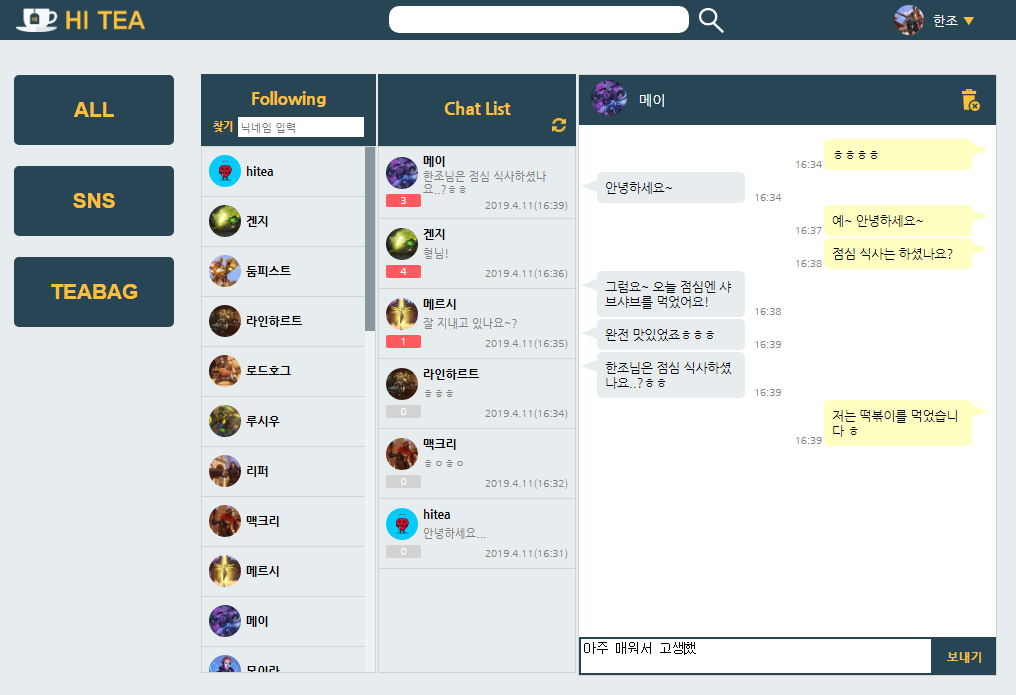 HI TEA
한조 ▼
ALL
SNS
TEABAG
Following
찾기 닉네임 입력
hitea
겐지
둠피스트
라인하르트
로드호그
루시우
리퍼
맥크리
메르시
메이
모이라
Chat List
메이
한조님은 점심 식사하셨나
요..?ㅎㅎ
3 2019.4.11(16:39)
겐지
형님!
4 2019.4.11(16:36)
메르시
잘 지내고 있나요~?
1 2019.4.11(16:35)
라인하르트
ㅎㅎㅎ
0 2019.4.11(16:34)
맥크리
ㅎㅇㅎㅇ
0 2019.4.11(16:32)
hitea
안녕하세요...
0 2019.4.11(16:31)
메이
ㅎㅎㅎㅎ
16:34
안녕하세요~
16:34
예~ 안녕하세요~
16:37
점심 식사는 하셨나요?
16:38
그럼요~ 오늘 점심엔 샤
브샤브를 먹었어요!
16:38
완전 맛있었죠ㅎㅎㅎ
16:39
한조님은 점심 식사하셨
나요..?ㅎㅎ
16:39
저는 떡볶이를 먹었습니
다 ㅎ
16:39
아주 매워서 고생했
보내기